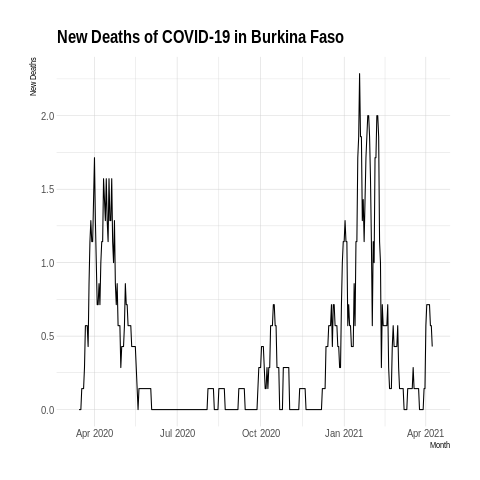 New Deaths of COVID-19 in Burkina Faso
New Deaths
2.0
1.5
1.0
0.5
0.0
Apr 2020 Jul 2020 Oct 2020 Jan 2021 Apr 2021
Month